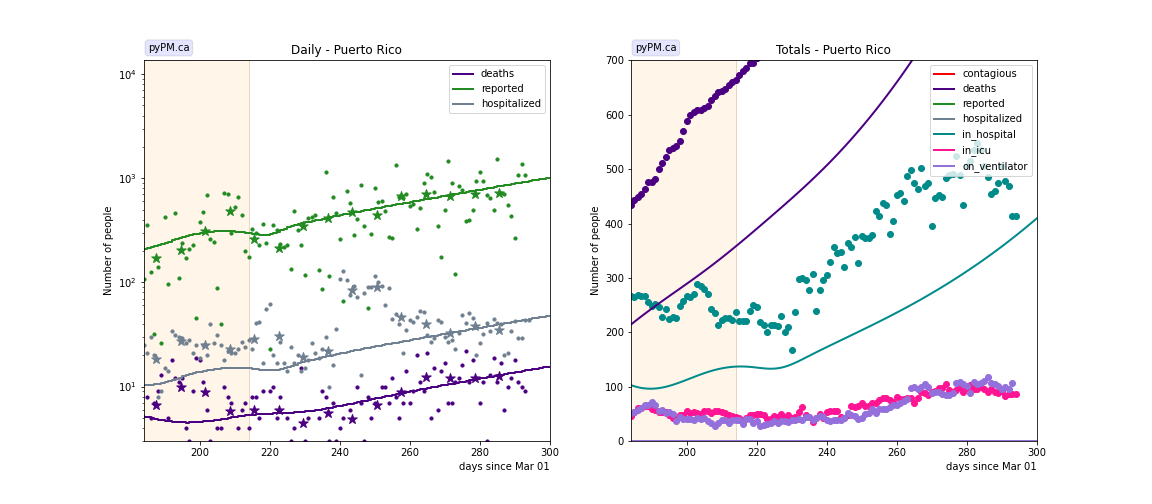 pyPM.ca
Daily - Puerto Rico
deaths
reported
hospitalized
10⁴
10³
10²
10¹
Number of people
200
220
240
260
280
300
days since Mar 01
pyPM.ca
Totals - Puerto Rico
contagious
deaths
reported
hospitalized
in_hospital
in_icu
on_ventilator
700
600
500
400
300
200
100
0
Number of people
200
220
240
260
280
300
days since Mar 01